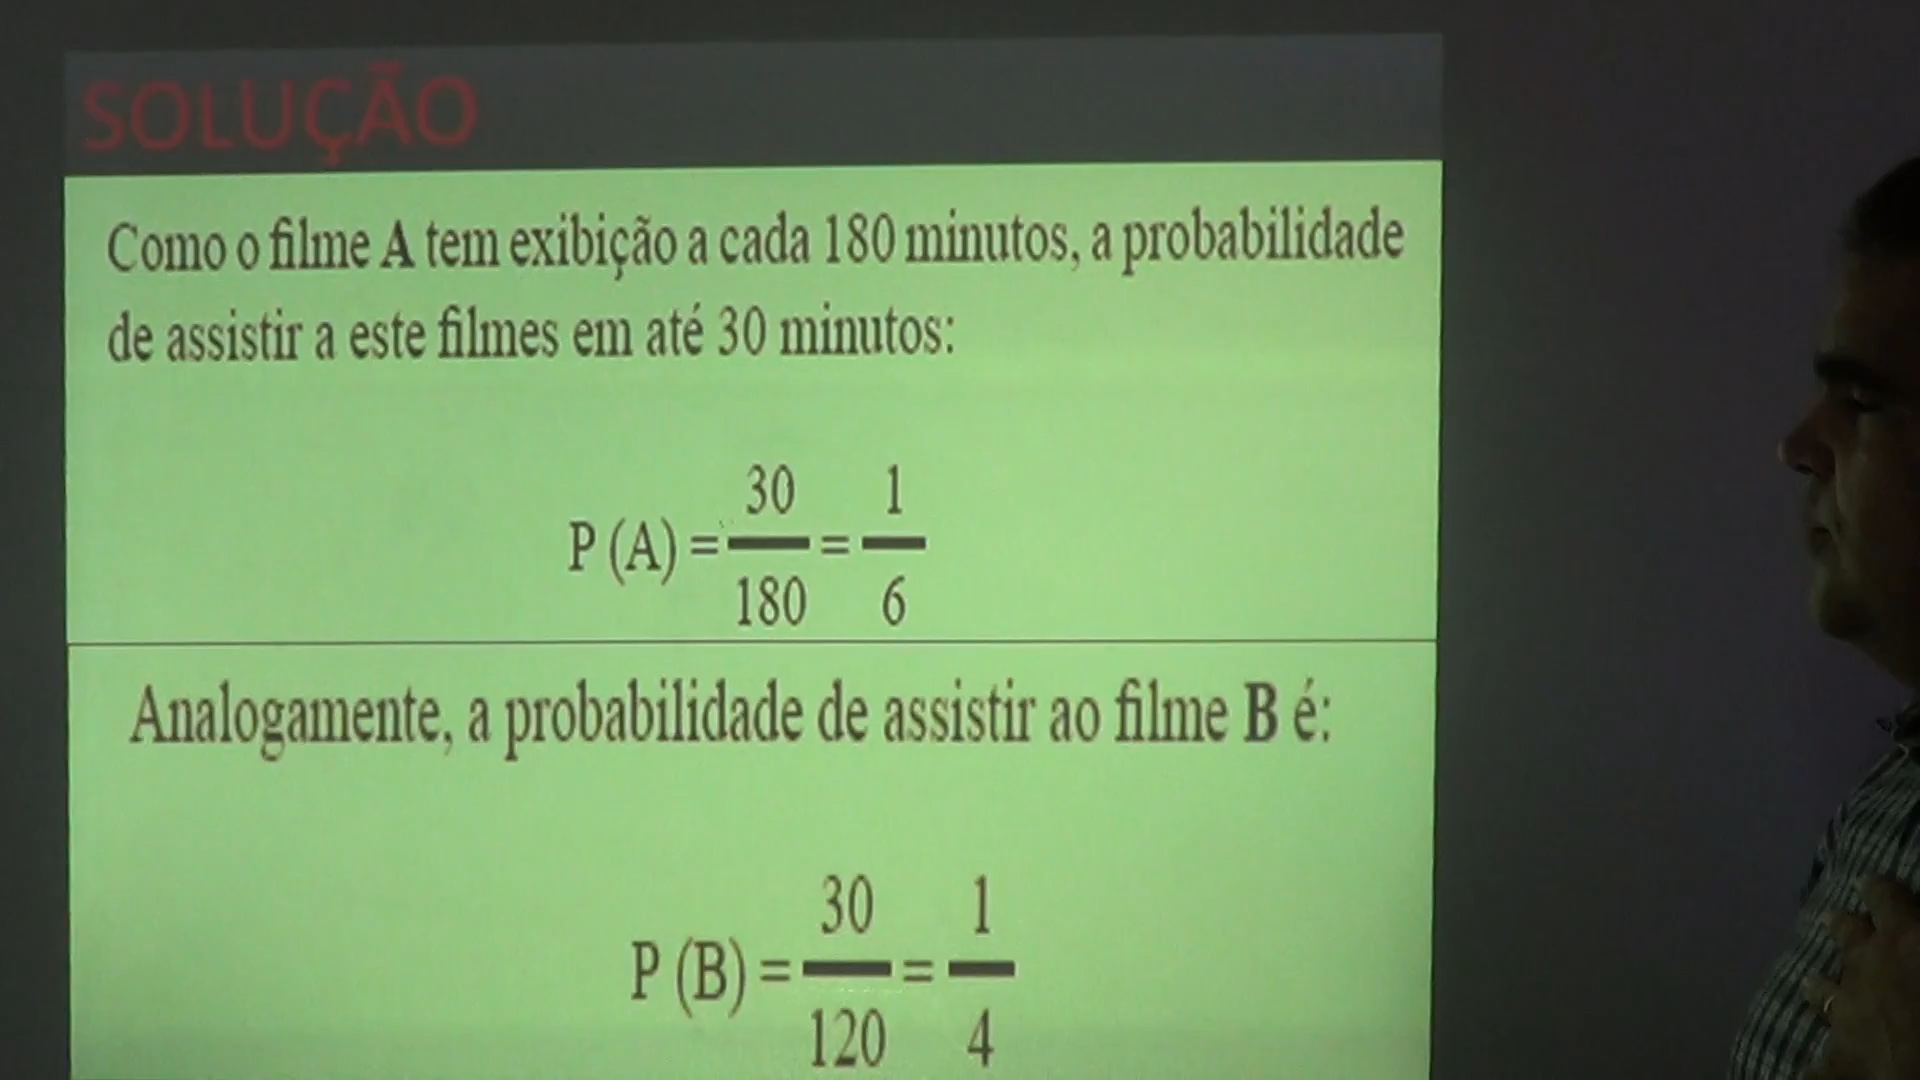 SOLUÇÃO
Como o filme A tem exibição a cada 180 minutos, a probabilidade
de assistir a este filmes em até 30 minutos:
P (A) = 30/180 = 1/6
Analogamente, a probabilidade de assistir ao filme B é:
P (B) = 30/120 = 1/4